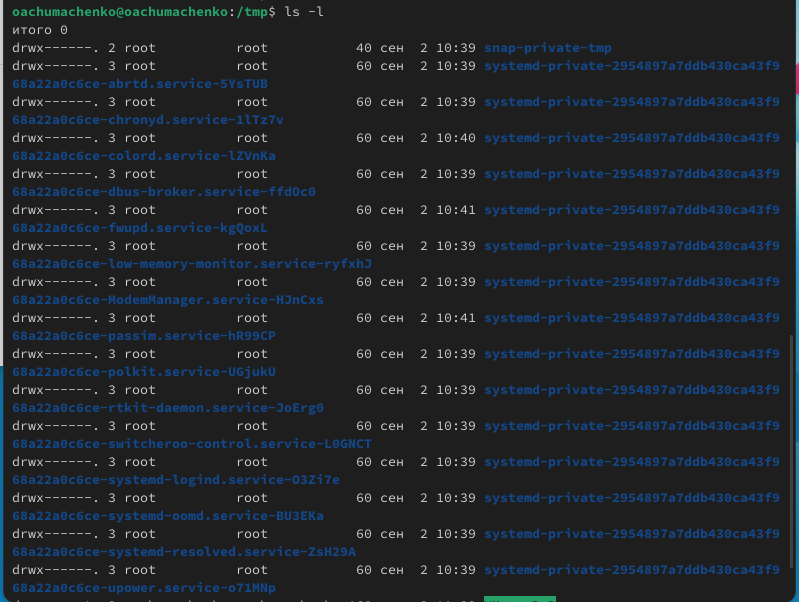 oachumachenko@oachumachenko:/tmp$ ls -l
итого 0
drwx------. 2 root root 40 сен 2 10:39 snap-private-tmp
drwx------. 3 root root 60 сен 2 10:39 systemd-private-2954897a7ddb430ca43f9
68a22a0c6ce-abrtd.service-5YsTUB
drwx------. 3 root root 60 сен 2 10:39 systemd-private-2954897a7ddb430ca43f9
68a22a0c6ce-chronyd.service-1lTz7v
drwx------. 3 root root 60 сен 2 10:40 systemd-private-2954897a7ddb430ca43f9
68a22a0c6ce-colord.service-lZVnKa
drwx------. 3 root root 60 сен 2 10:39 systemd-private-2954897a7ddb430ca43f9
68a22a0c6ce-dbus-broker.service-ffdOc0
drwx------. 3 root root 60 сен 2 10:41 systemd-private-2954897a7ddb430ca43f9
68a22a0c6ce-fwupd.service-kgQoxL
drwx------. 3 root root 60 сен 2 10:39 systemd-private-2954897a7ddb430ca43f9
68a22a0c6ce-low-memory-monitor.service-ryfxhJ
drwx------. 3 root root 60 сен 2 10:39 systemd-private-2954897a7ddb430ca43f9
68a22a0c6ce-ModemManager.service-HJnCxs
drwx------. 3 root root 60 сен 2 10:41 systemd-private-2954897a7ddb430ca43f9
68a22a0c6ce-passim.service-hR99CP
drwx------. 3 root root 60 сен 2 10:39 systemd-private-2954897a7ddb430ca43f9
68a22a0c6ce-polkit.service-UGjukU
drwx------. 3 root root 60 сен 2 10:39 systemd-private-2954897a7ddb430ca43f9
68a22a0c6ce-rtkit-daemon.service-JoErg0
drwx------. 3 root root 60 сен 2 10:39 systemd-private-2954897a7ddb430ca43f9
68a22a0c6ce-switcheroo-control.service-L0GNCT
drwx------. 3 root root 60 сен 2 10:39 systemd-private-2954897a7ddb430ca43f9
68a22a0c6ce-systemd-logind.service-O3Zi7e
drwx------. 3 root root 60 сен 2 10:39 systemd-private-2954897a7ddb430ca43f9
68a22a0c6ce-systemd-oomd.service-BU3EKa
drwx------. 3 root root 60 сен 2 10:39 systemd-private-2954897a7ddb430ca43f9
68a22a0c6ce-systemd-resolved.service-ZsH29A
drwx------. 3 root root 60 сен 2 10:39 systemd-private-2954897a7ddb430ca43f9
68a22a0c6ce-upower.service-o71MNp